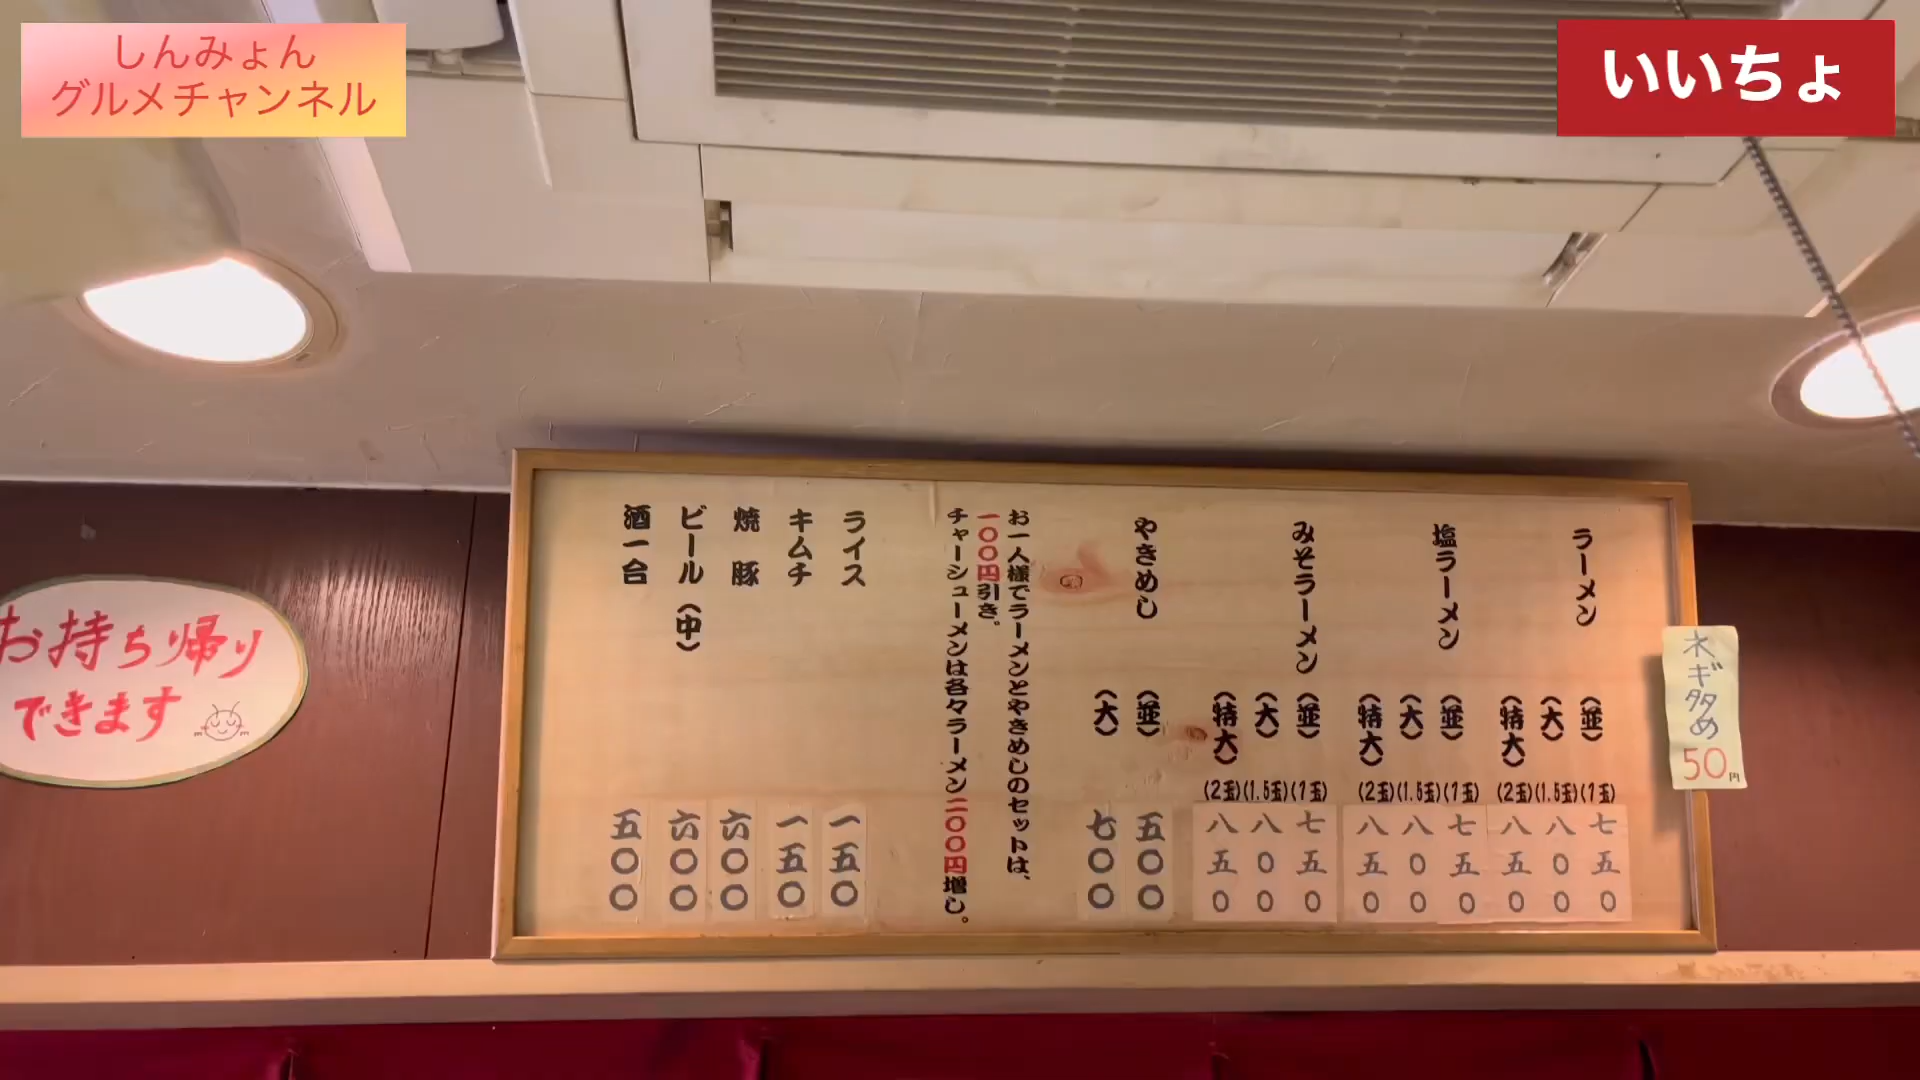 しんみょん
グルメチャンネル
いいちょ
ラーメン
(並)
(大)
(特大)
(1玉)
(1.5玉)
(2玉)
七五〇
八〇〇
八五〇
塩ラーメン
(並)
(大)
(特大)
(1玉)
(1.5玉)
(2玉)
七五〇
八〇〇
八五〇
みそラーメン
(並)
(大)
(特大)
(1玉)
(1.5玉)
(2玉)
七五〇
八〇〇
八五〇
やきめし
(並)
(大)
五〇〇
七〇〇
お一人様でラーメンとやきめしのセットは、
一〇〇円引き。
チャーシューメンは各々ラーメン二〇〇円増し。
ライス 一五〇
キムチ 一五〇
焼豚 六〇〇
ビール(中) 六〇〇
酒一合 五〇〇
ネギ多め
50円
お持ち帰り
できます